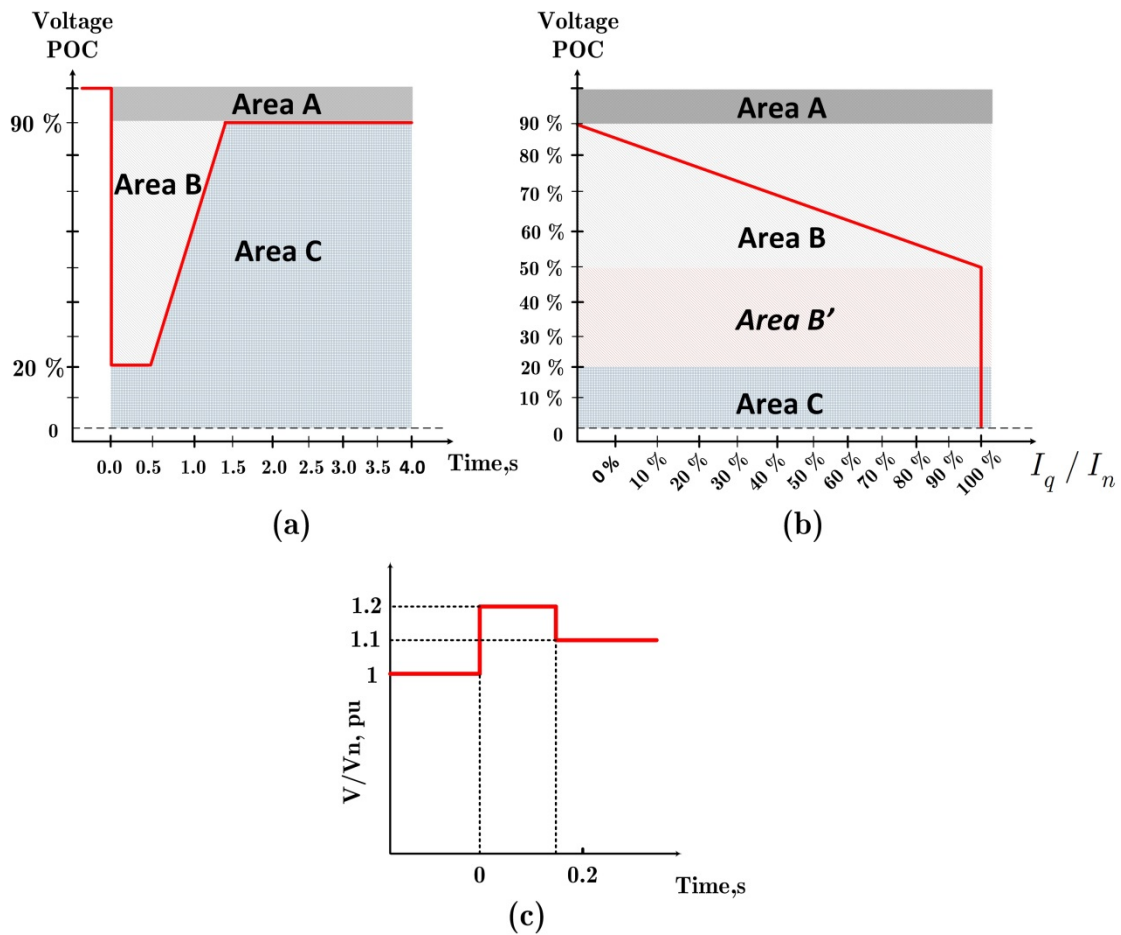 Voltage
POC
Area A
90 %
Area B
Area C
20 %
0
0.0 0.5 1.0 1.5 2.0 2.5 3.0 3.5 4.0 Time,s
(a)
Voltage
POC
Area A
90 %
80 %
70 %
60 %
Area B
50 %
40 %
Area B'
30 %
20 %
Area C
10 %
0
0 % 10 % 20 % 30 % 40 % 50 % 60 % 70 % 80 % 90 % 100 % I_q / I_n
(b)
1.2
1.1
1
V/Vn, pu
0 0.2 Time,s
(c)